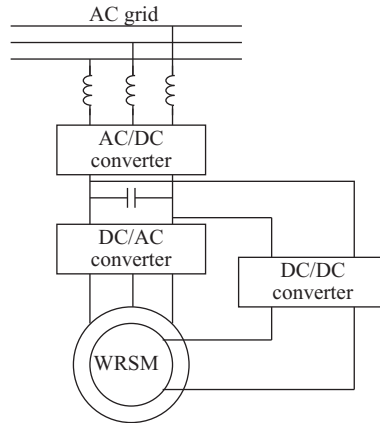 AC grid
AC/DC
converter
DC/AC
converter
DC/DC
converter
WRSM